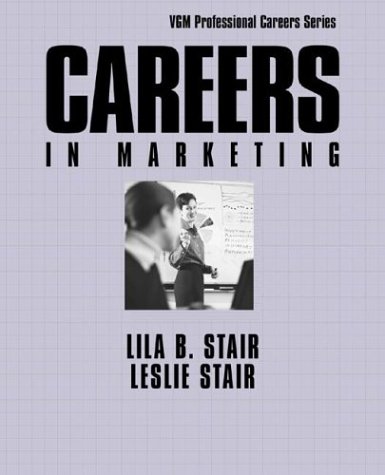 VGM Professional Careers Series
CAREERS
IN MARKETING
LILA B. STAIR
LESLIE STAIR